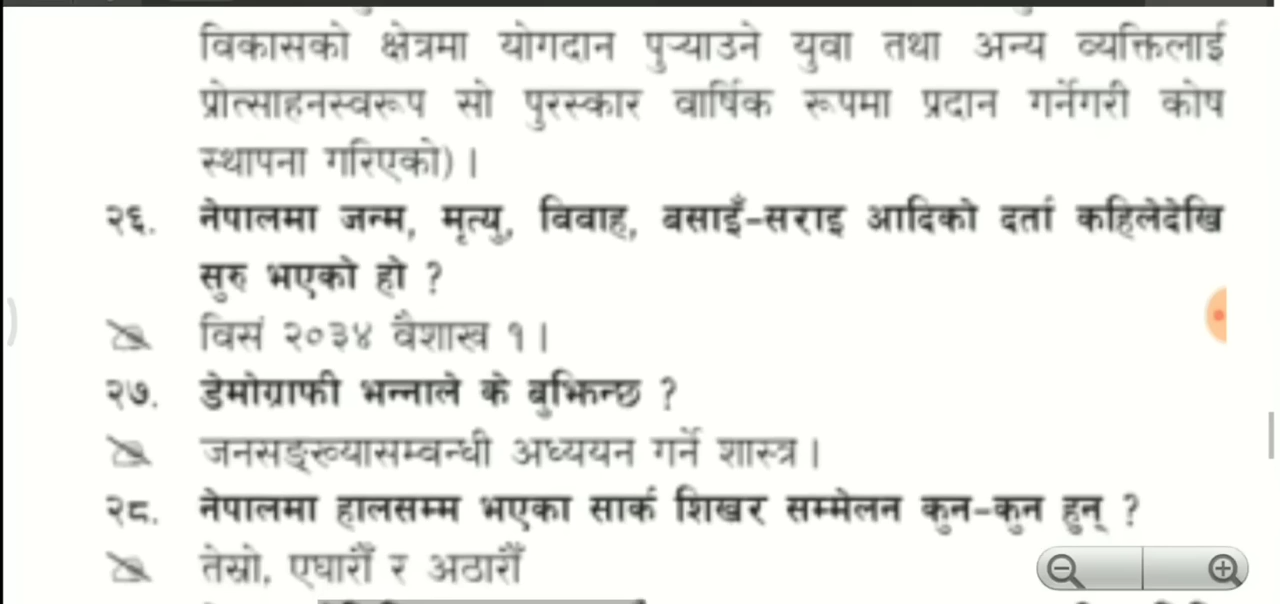 विकासको क्षेत्रमा योगदान पुऱ्याउने युवा तथा अन्य व्यक्तिलाई
प्रोत्साहनस्वरूप सो पुरस्कार वार्षिक रूपमा प्रदान गर्नेगरी कोष
स्थापना गरिएको) ।
२६. नेपालमा जन्म, मृत्यु, विवाह, बसाइँ-सराइ आदिको दर्ता कहिलेदेखि
सुरु भएको हो ?
विसं २०३४ वैशाख १ ।
२७. डेमोग्राफी भन्नाले के बुझिन्छ ?
जनसङ्ख्यासम्बन्धी अध्ययन गर्ने शास्त्र ।
२८. नेपालमा हालसम्म भएका सार्क शिखर सम्मेलन कुन-कुन हुन् ?
तेस्रो, एघारौँ र अठारौँ